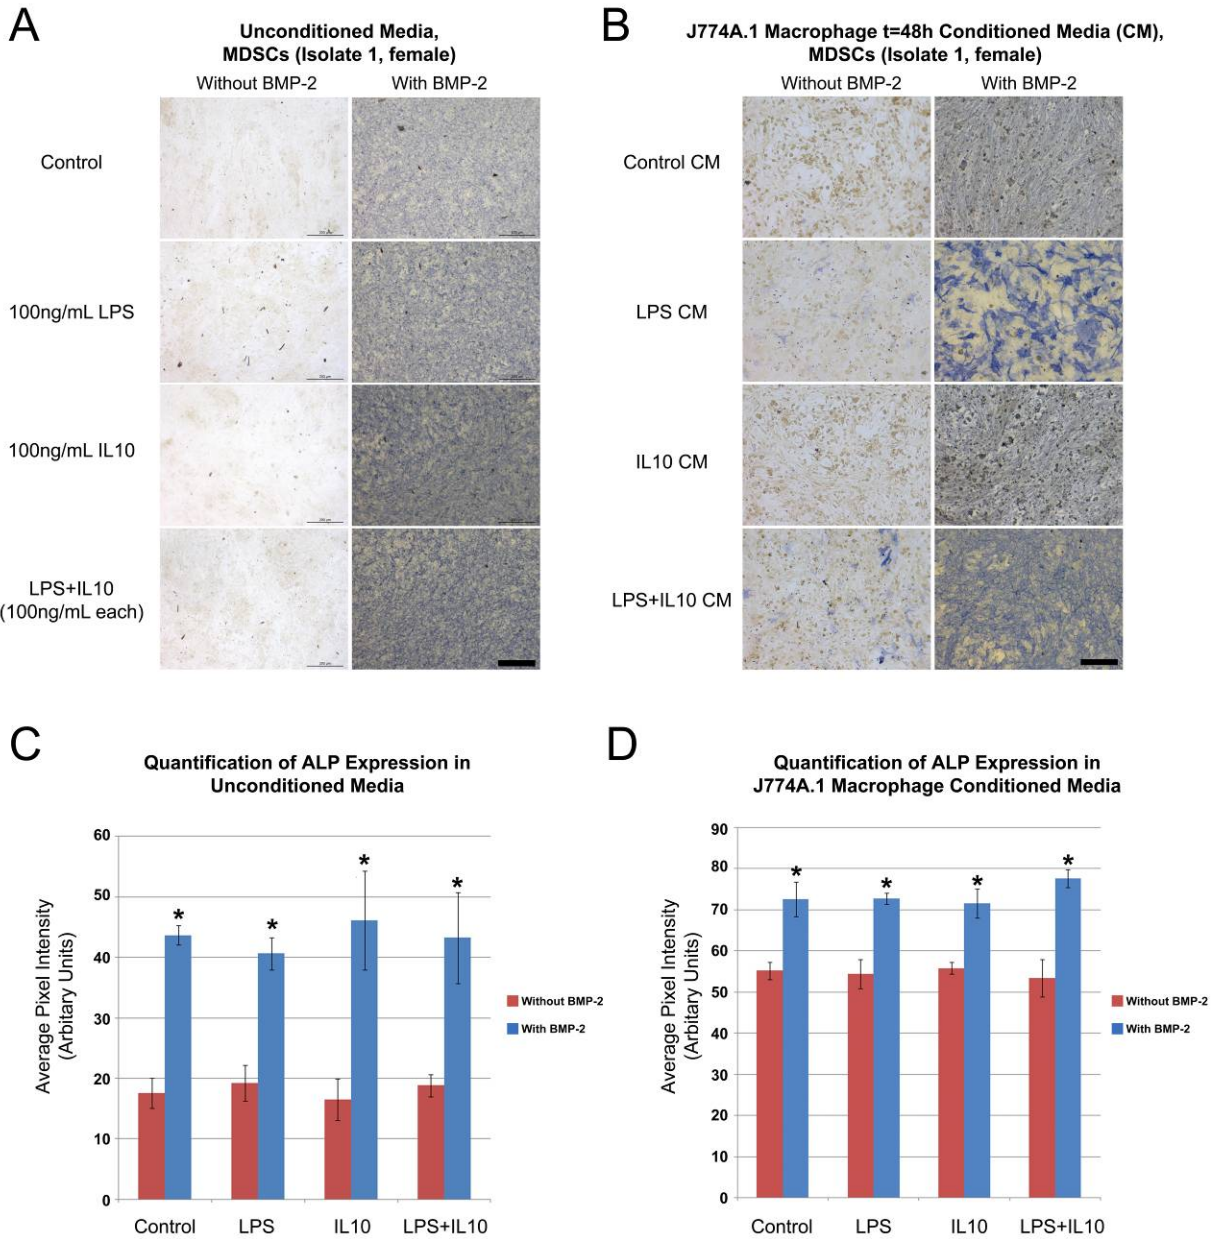 A
Unconditioned Media,
MDSCs (Isolate 1, female)
Without BMP-2
With BMP-2
Control
100ng/mL LPS
100ng/mL IL10
LPS+IL10
(100ng/mL each)
B
J774A.1 Macrophage t=48h Conditioned Media (CM),
MDSCs (Isolate 1, female)
Without BMP-2
With BMP-2
Control CM
LPS CM
IL10 CM
LPS+IL10 CM
C
Quantification of ALP Expression in
Unconditioned Media
Average Pixel Intensity
(Arbitary Units)
60
50
40
30
20
10
0
*
*
*
*
Control
LPS
IL10
LPS+IL10
Without BMP-2
With BMP-2
D
Quantification of ALP Expression in
J774A.1 Macrophage Conditioned Media
Average Pixel Intensity
(Arbitary Units)
90
80
70
60
50
40
30
20
10
0
*
*
*
*
Control
LPS
IL10
LPS+IL10
Without BMP-2
With BMP-2